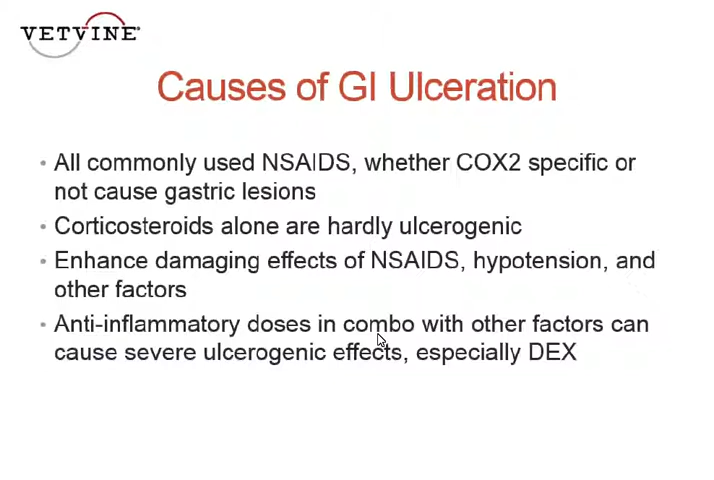 VETVINE®
Causes of GI Ulceration
• All commonly used NSAIDS, whether COX2 specific or
not cause gastric lesions
• Corticosteroids alone are hardly ulcerogenic
• Enhance damaging effects of NSAIDS, hypotension, and
other factors
• Anti-inflammatory doses in combo with other factors can
cause severe ulcerogenic effects, especially DEX